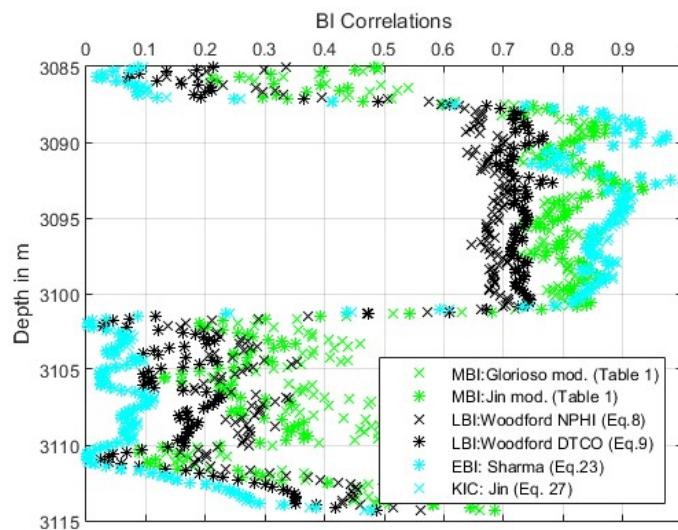 BI Correlations
0 0.1 0.2 0.3 0.4 0.5 0.6 0.7 0.8 0.9
3085
3090
3095
3100
3105
3110
3115
Depth in m
MBI:Glorioso mod. (Table 1)
MBI:Jin mod. (Table 1)
LBI:Woodford NPHI (Eq.8)
LBI:Woodford DTCO (Eq.9)
EBI: Sharma (Eq.23)
KIC: Jin (Eq. 27)